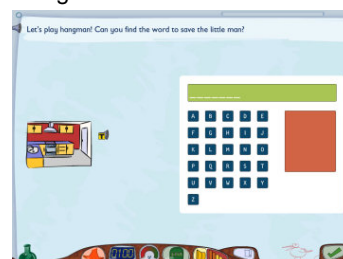 Let's play hangman! Can you find the word to save the little man?
A B C D E
F G H I J
K L M N O
P Q R S T
U V W X Y
Z